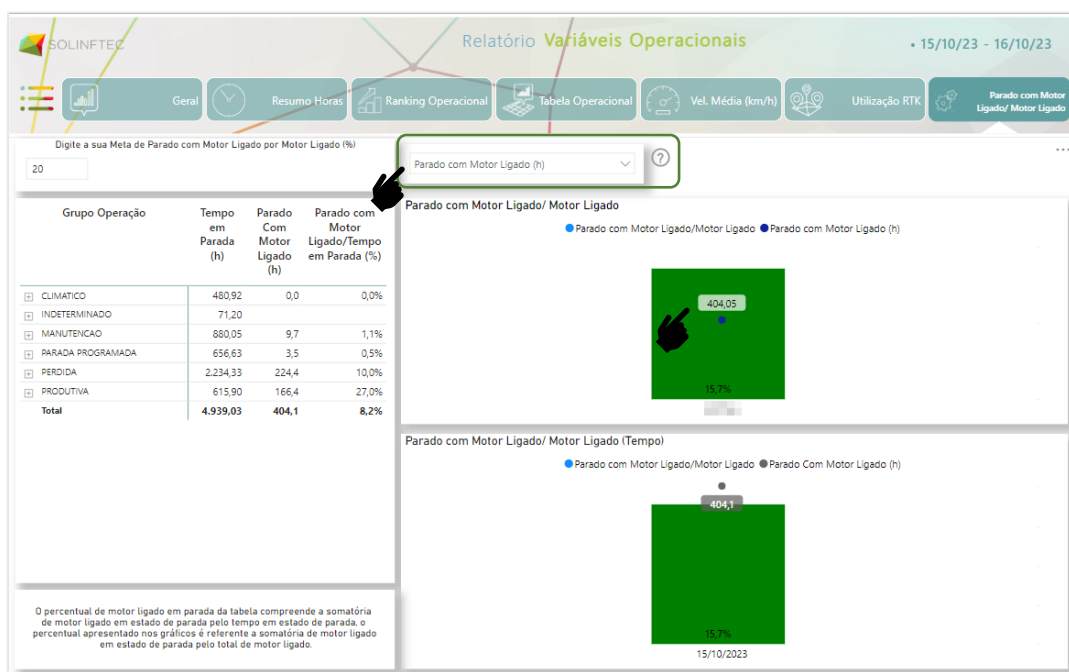 SOLINFTEC
Relatório Variáveis Operacionais
• 15/10/23 - 16/10/23
Geral
Resumo Horas
Ranking Operacional
Tabela Operacional
Vel. Média (km/h)
Utilização RTK
Parado com Motor
Ligado/ Motor Ligado
Digite a sua Meta de Parado com Motor Ligado por Motor Ligado (%)
20
Parado com Motor Ligado (h)
?
Grupo Operação
Tempo
em
Parada
(h)
Parado
Com
Motor
Ligado
(h)
Parado com
Motor
Ligado/Tempo
em Parada (%)
CLIMATICO 480,92 0,0 0,0%
INDETERMINADO 71,20
MANUTENCAO 880,05 9,7 1,1%
PARADA PROGRAMADA 656,63 3,5 0,5%
PERDIDA 2.234,33 224,4 10,0%
PRODUTIVA 615,90 166,4 27,0%
Total 4.939,03 404,1 8,2%
O percentual de motor ligado em parada da tabela compreende a somatória
de motor ligado em estado de parada pelo tempo em estado de parada, o
percentual apresentado nos gráficos é referente a somatória de motor ligado
em estado de parada pelo total de motor ligado.
Parado com Motor Ligado/ Motor Ligado
Parado com Motor Ligado/Motor Ligado Parado com Motor Ligado (h)
404,05
15,7%
Parado com Motor Ligado/ Motor Ligado (Tempo)
Parado com Motor Ligado/Motor Ligado Parado Com Motor Ligado (h)
404,1
15,7%
15/10/2023